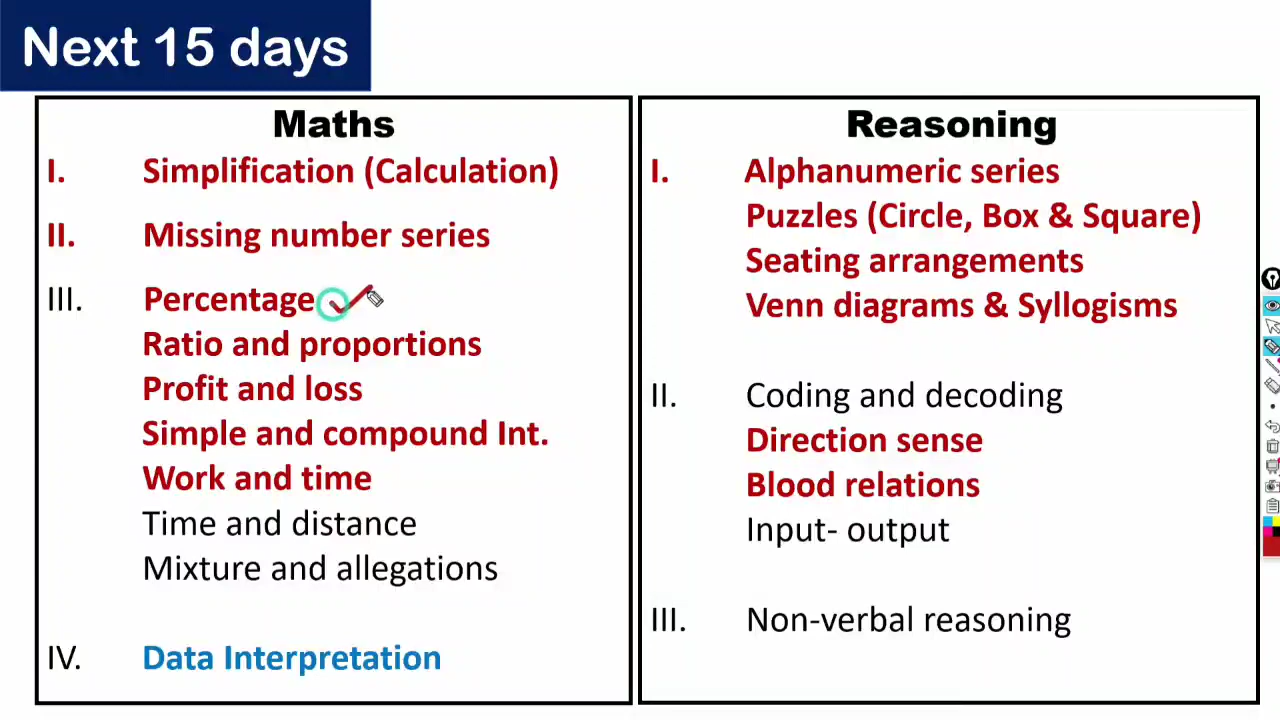 Next 15 days
Maths
I. Simplification (Calculation)
II. Missing number series
III. Percentage
Ratio and proportions
Profit and loss
Simple and compound Int.
Work and time
Time and distance
Mixture and allegations
IV. Data Interpretation
Reasoning
I. Alphanumeric series
Puzzles (Circle, Box & Square)
Seating arrangements
Venn diagrams & Syllogisms
II. Coding and decoding
Direction sense
Blood relations
Input- output
III. Non-verbal reasoning